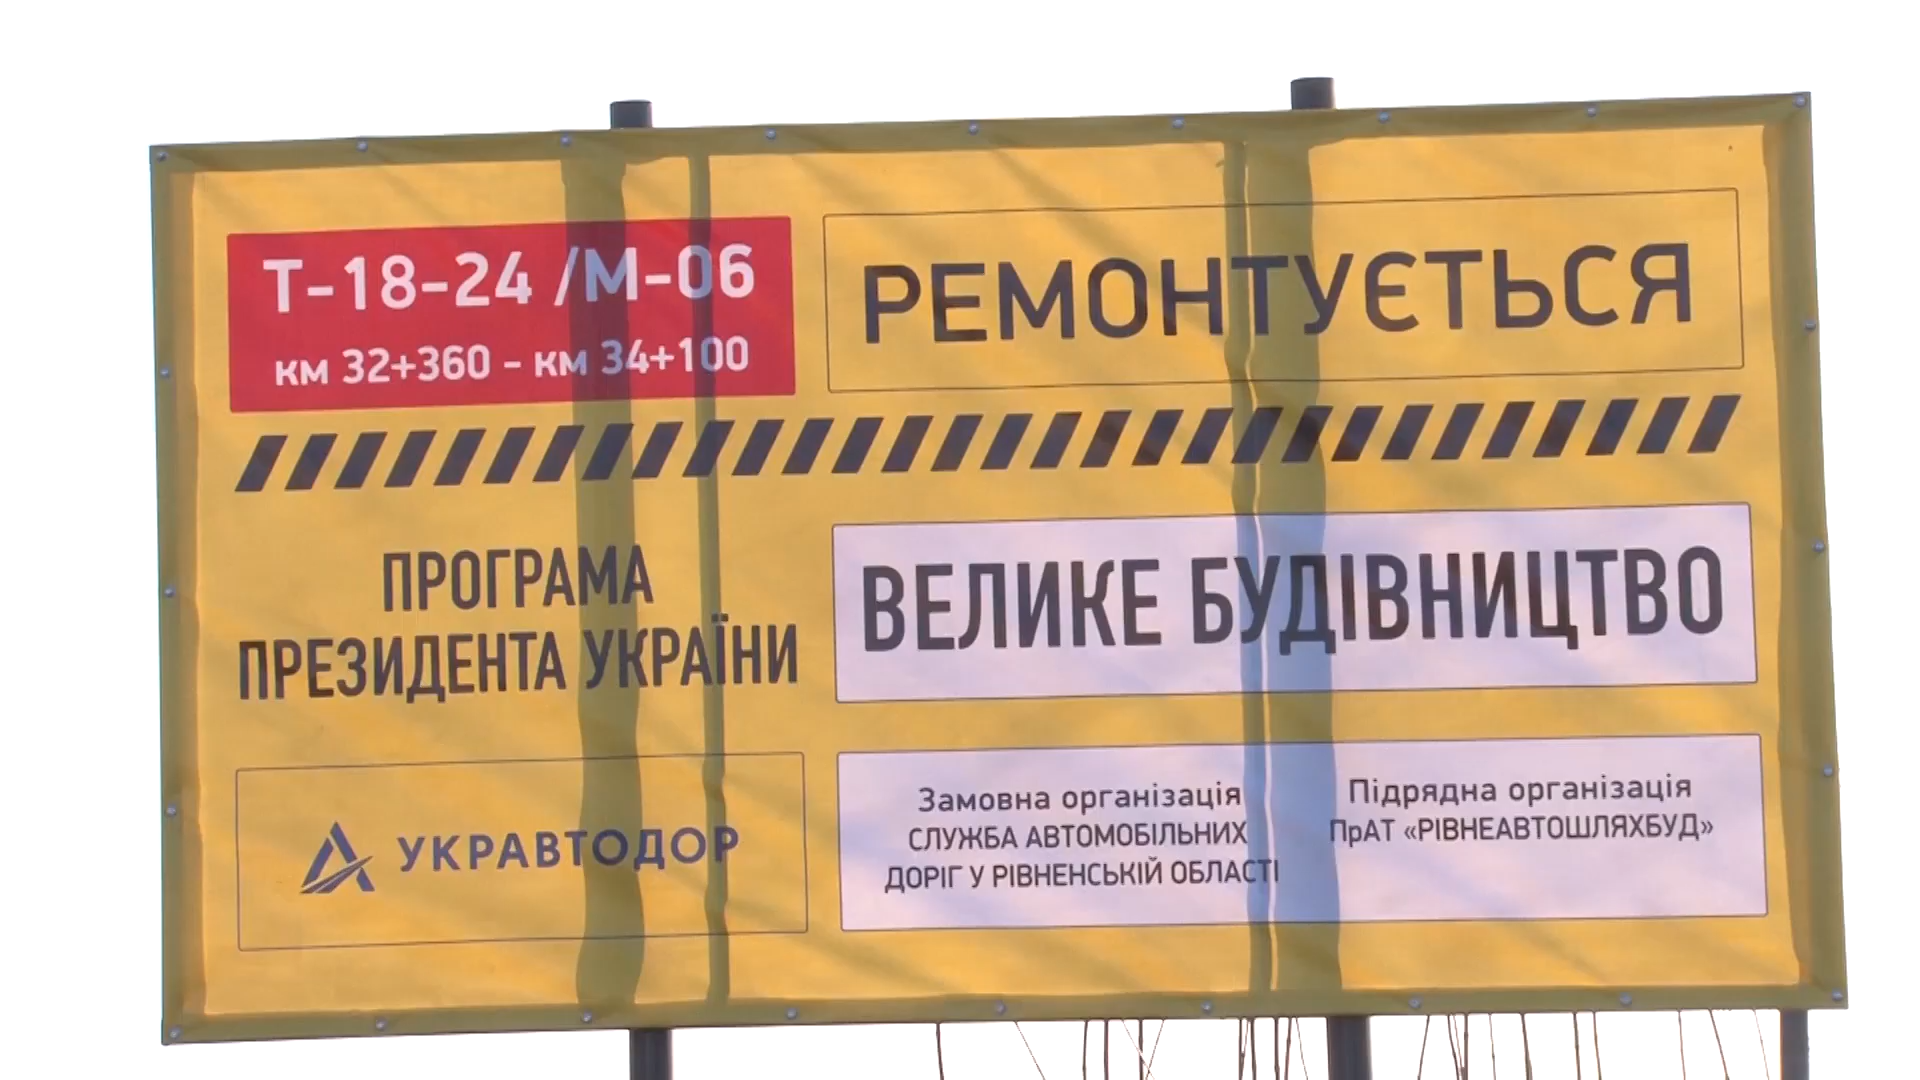 Т-18-24 /М-06
км 32+360 - км 34+100
РЕМОНТУЄТЬСЯ
ПРОГРАМА
ПРЕЗИДЕНТА УКРАЇНИ
ВЕЛИКЕ БУДІВНИЦТВО
УКРАВТОДОР
Замовна організація
СЛУЖБА АВТОМОБІЛЬНИХ
ДОРІГ У РІВНЕНСЬКІЙ ОБЛАСТІ
Підрядна організація
ПрАТ «РІВНЕАВТОШЛЯХБУД»